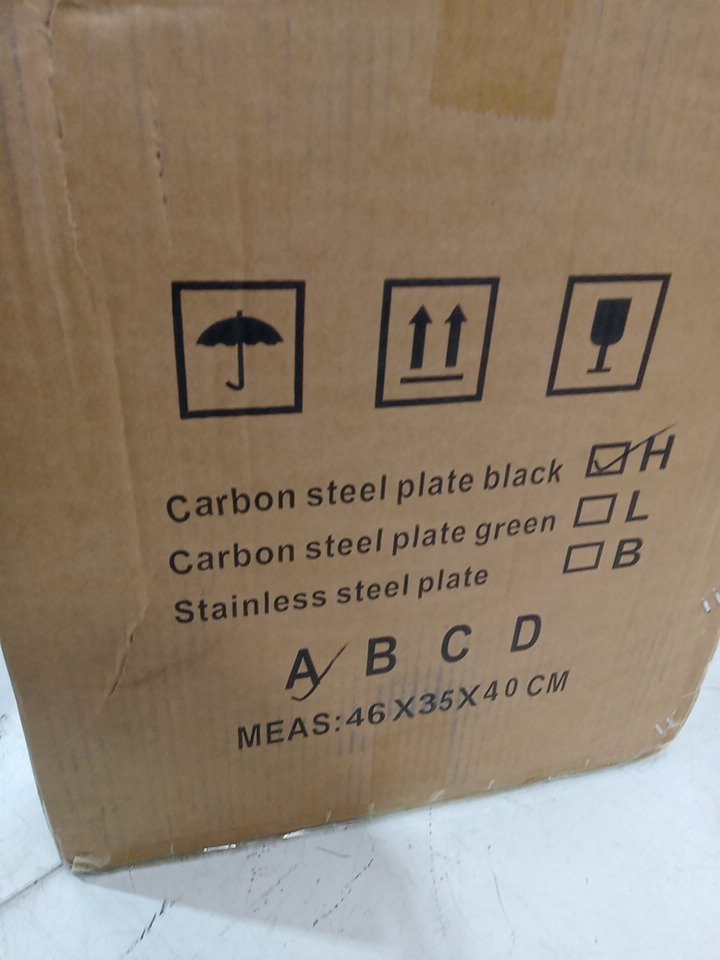 Carbon steel plate black H
Carbon steel plate green L
Stainless steel plate B
A B C D
MEAS:46X35X40 CM